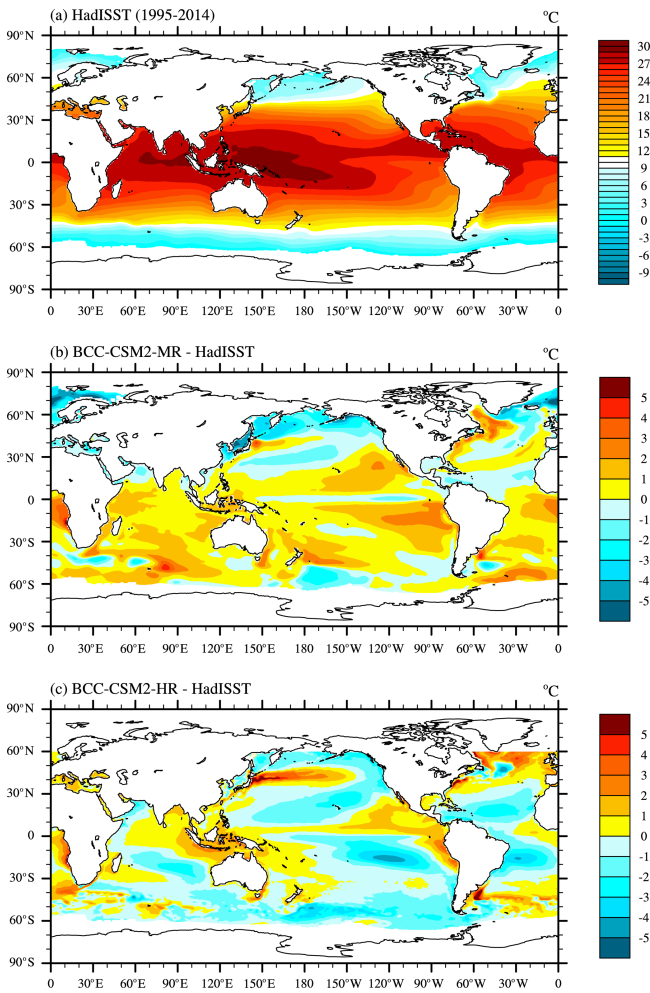 (a) HadISST (1995-2014) °C
90°N
60°N
30°N
0
30°S
60°S
90°S
0 30°E 60°E 90°E 120°E 150°E 180°E 150°W 120°W 90°W 60°W 30°W
30
27
24
21
18
15
12
9
6
3
0
-3
-6
-9
(b) BCC-CSM2-MR - HadISST °C
90°N
60°N
30°N
0
30°S
60°S
90°S
0 30°E 60°E 90°E 120°E 150°E 180°E 150°W 120°W 90°W 60°W 30°W
5
4
3
2
1
0
-1
-2
-3
-4
-5
(c) BCC-CSM2-HR - HadISST °C
90°N
60°N
30°N
0
30°S
60°S
90°S
0 30°E 60°E 90°E 120°E 150°E 180°E 150°W 120°W 90°W 60°W 30°W
5
4
3
2
1
0
-1
-2
-3
-4
-5